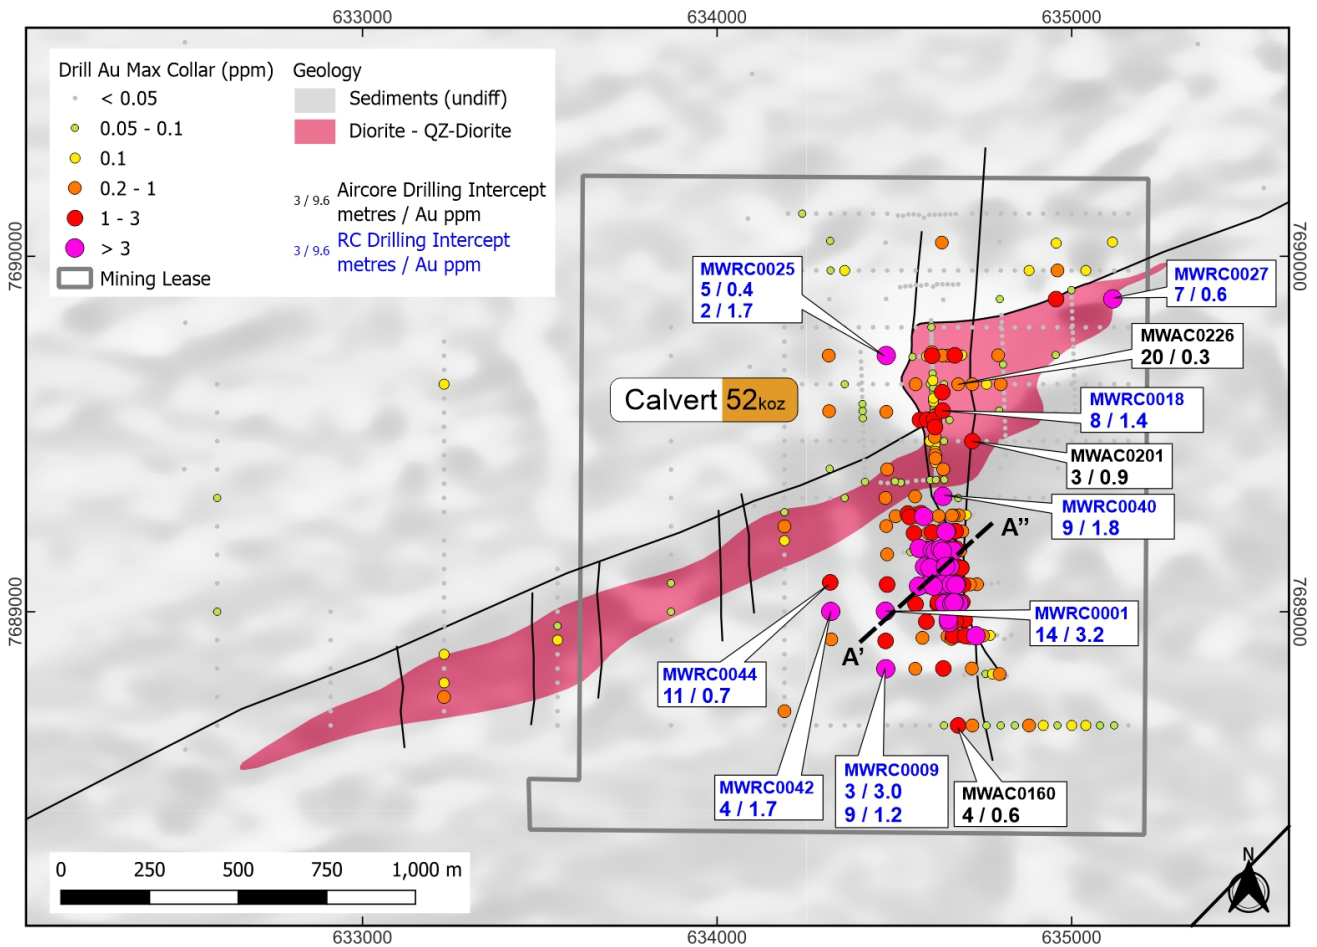 633000
634000
635000
Drill Au Max Collar (ppm)
< 0.05
0.05 - 0.1
0.1
0.2 - 1
1 - 3
> 3
Mining Lease
Geology
Sediments (undiff)
Diorite - QZ-Diorite
3 / 9.6 Aircore Drilling Intercept
metres / Au ppm
3 / 9.6 RC Drilling Intercept
metres / Au ppm
7690000
7690000
MWRC0025
5 / 0.4
2 / 1.7
MWRC0027
7 / 0.6
MWAC0226
20 / 0.3
Calvert 52koz
MWRC0018
8 / 1.4
MWAC0201
3 / 0.9
MWRC0040
9 / 1.8
A''
7689000
7689000
MWRC0001
14 / 3.2
A'
MWRC0044
11 / 0.7
MWRC0042
4 / 1.7
MWRC0009
3 / 3.0
9 / 1.2
MWAC0160
4 / 0.6
0 250 500 750 1,000 m
N
633000
634000
635000